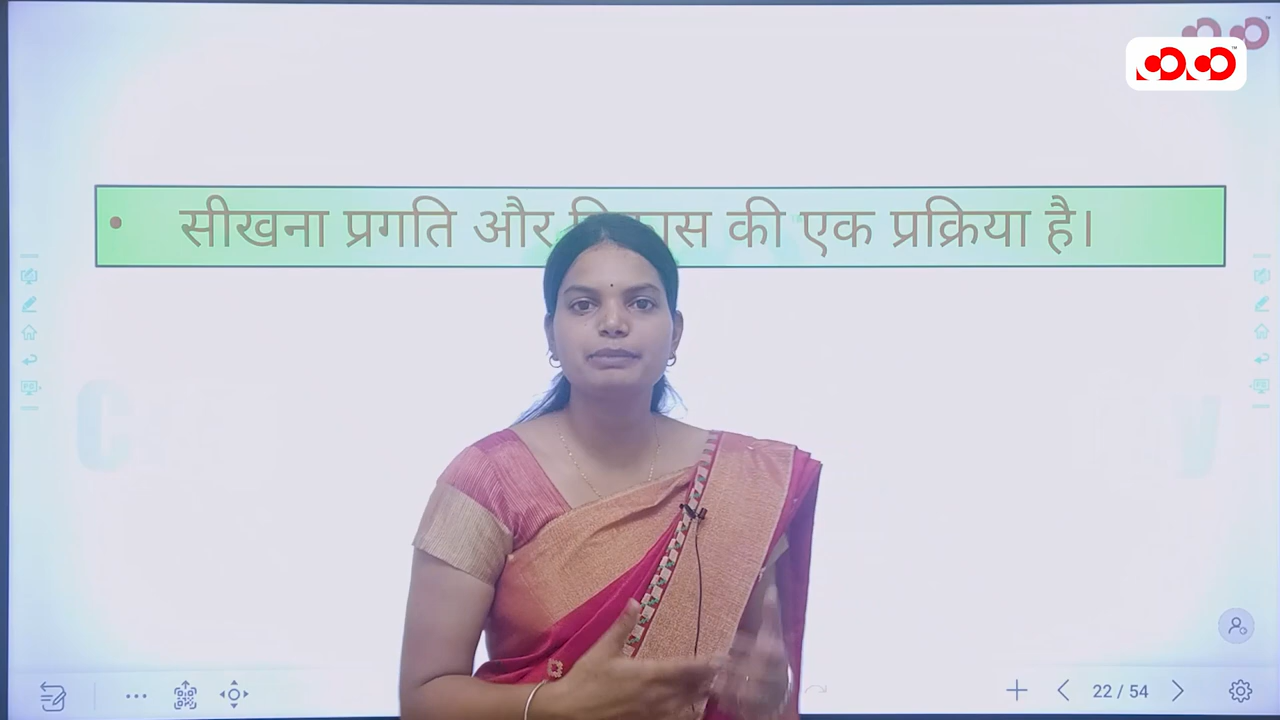 • सीखना प्रगति और विकास की एक प्रक्रिया है।
22 / 54